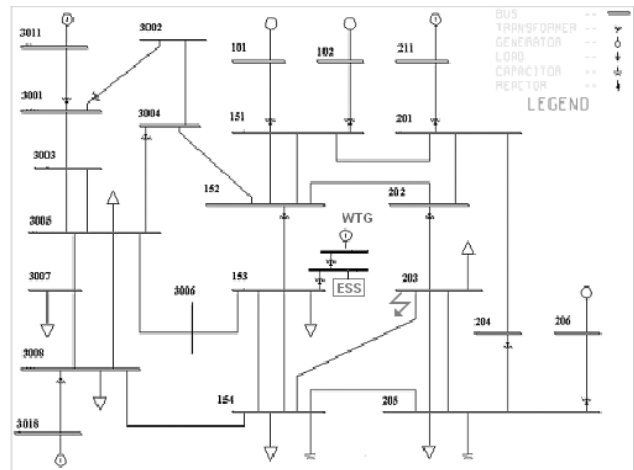 3011
3002
101
102
211
BUS --
TRANSFORMER --
GENERATOR --
LOAD --
CAPACITOR --
REACTOR --
LEGEND
3001
3004
151
201
3003
152
202
3005
WTG
3007
3006
153
ESS
203
204
206
3008
154
205
3018